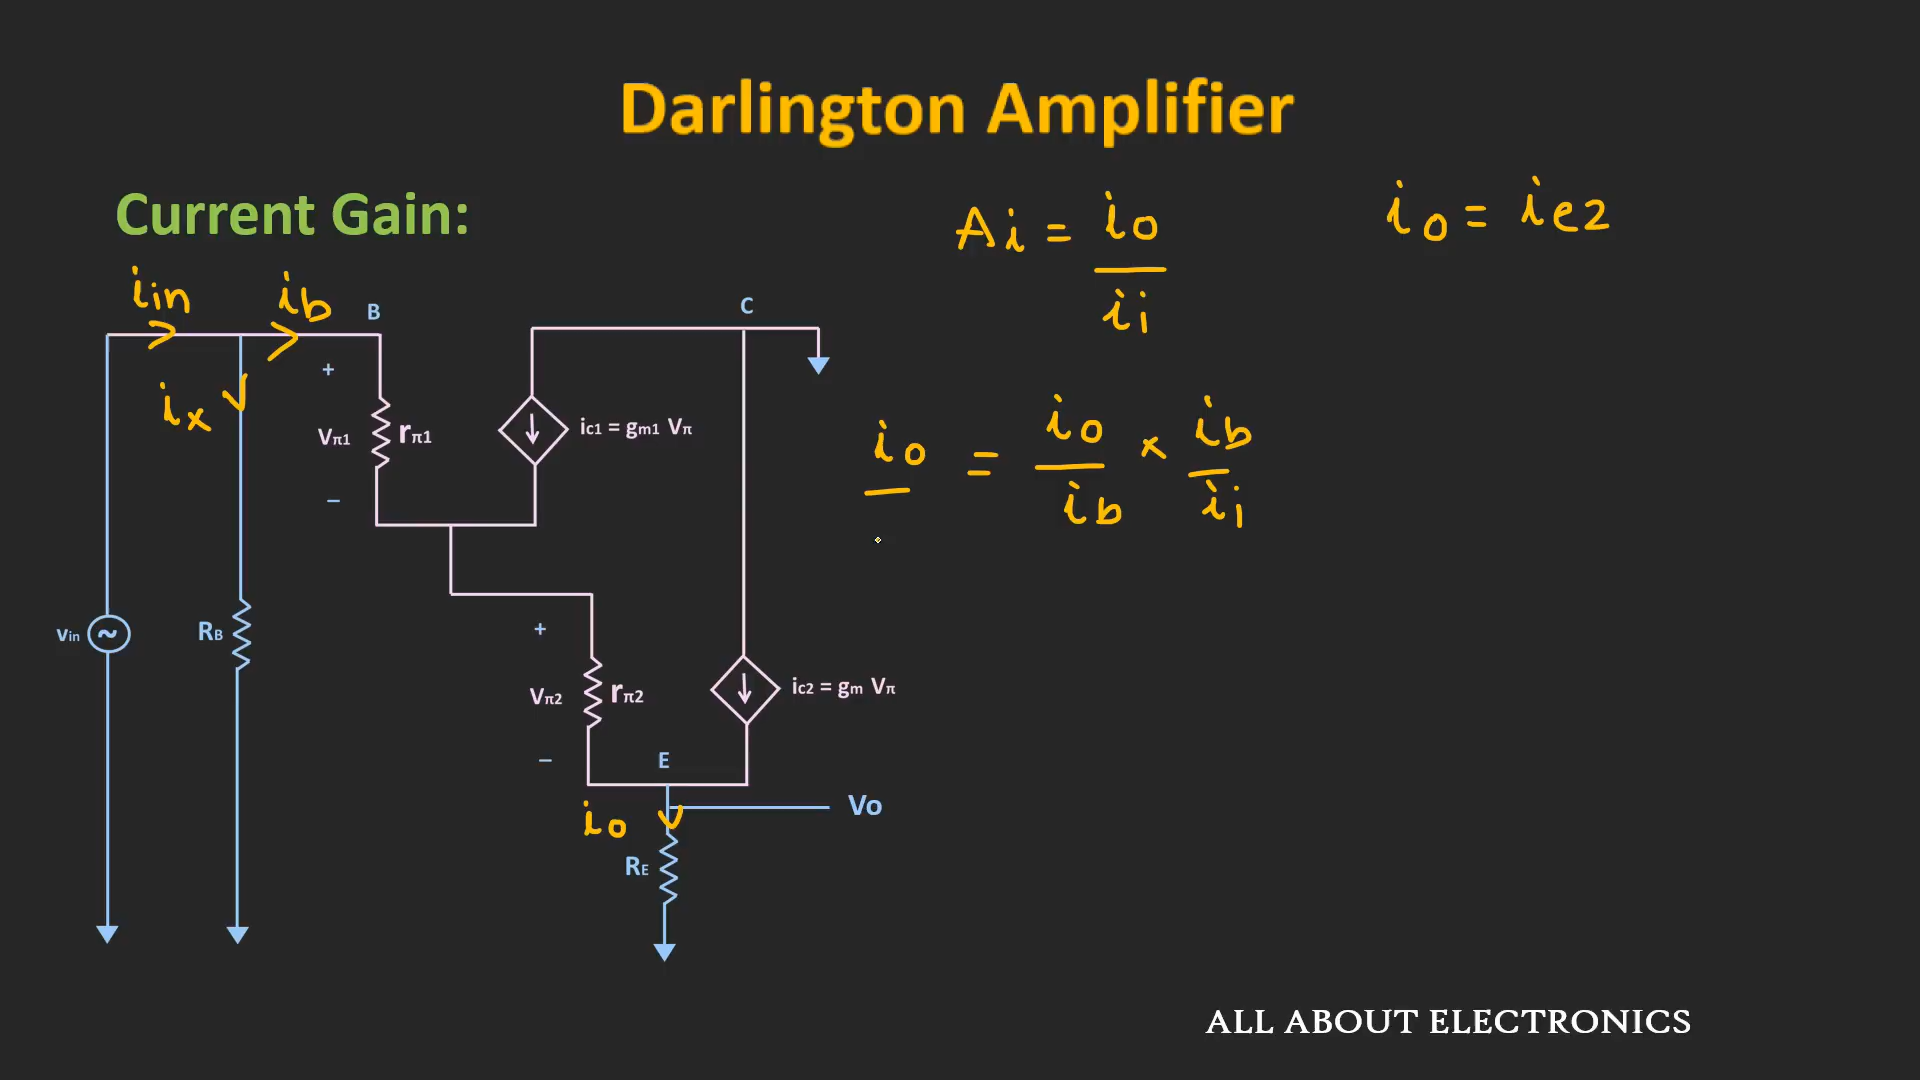 Darlington Amplifier
Current Gain:
Ai = io / ii
io = ie2
iin
ib
B
C
+
ix
Vπ1
rπ1
ic1 = gm1 Vπ
–
io = io / ib × ib / ii
+
vin
~
RB
Vπ2
rπ2
ic2 = gm Vπ
–
E
io
Vo
RE
ALL ABOUT ELECTRONICS